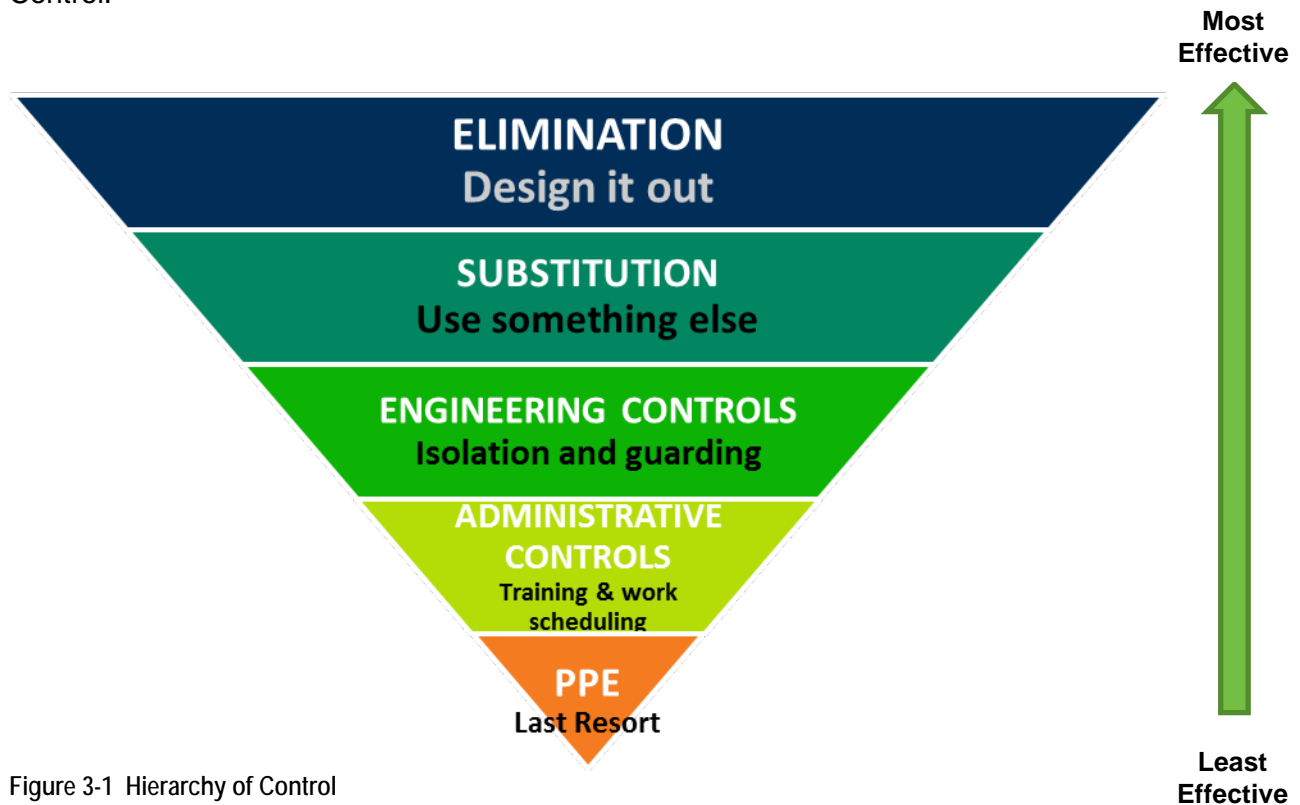 Control.
Most
Effective
ELIMINATION
Design it out
SUBSTITUTION
Use something else
ENGINEERING CONTROLS
Isolation and guarding
ADMINISTRATIVE
CONTROLS
Training & work
scheduling
PPE
Last Resort
Least
Effective
Figure 3-1 Hierarchy of Control